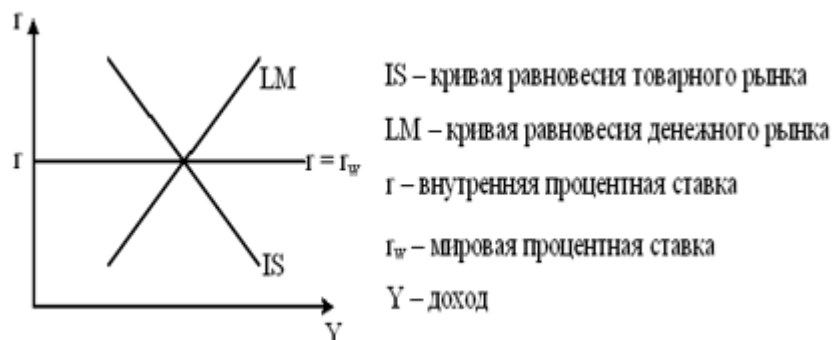 r
LM
r
r = r_w
IS
Y
IS – кривая равновесия товарного рынка
LM – кривая равновесия денежного рынка
r – внутренняя процентная ставка
r_w – мировая процентная ставка
Y – доход